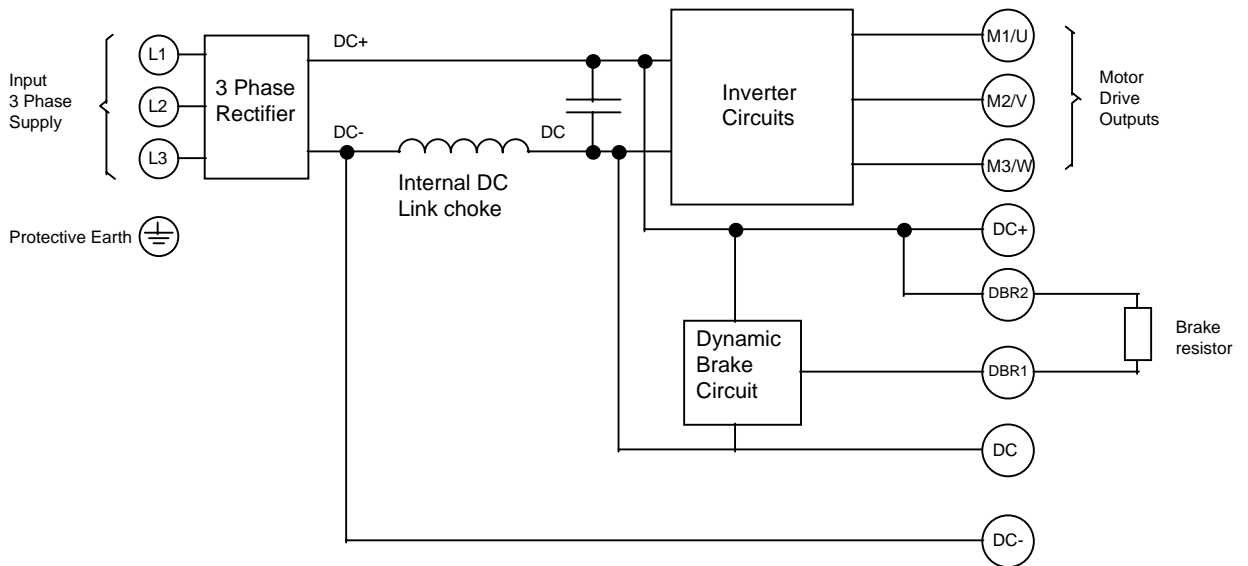 Input
3 Phase
Supply
L1
L2
L3
3 Phase
Rectifier
DC+
DC-
DC
Internal DC
Link choke
Inverter
Circuits
M1/U
M2/V
M3/W
Motor
Drive
Outputs
Protective Earth
DC+
DBR2
Dynamic
Brake
Circuit
DBR1
Brake
resistor
DC
DC-